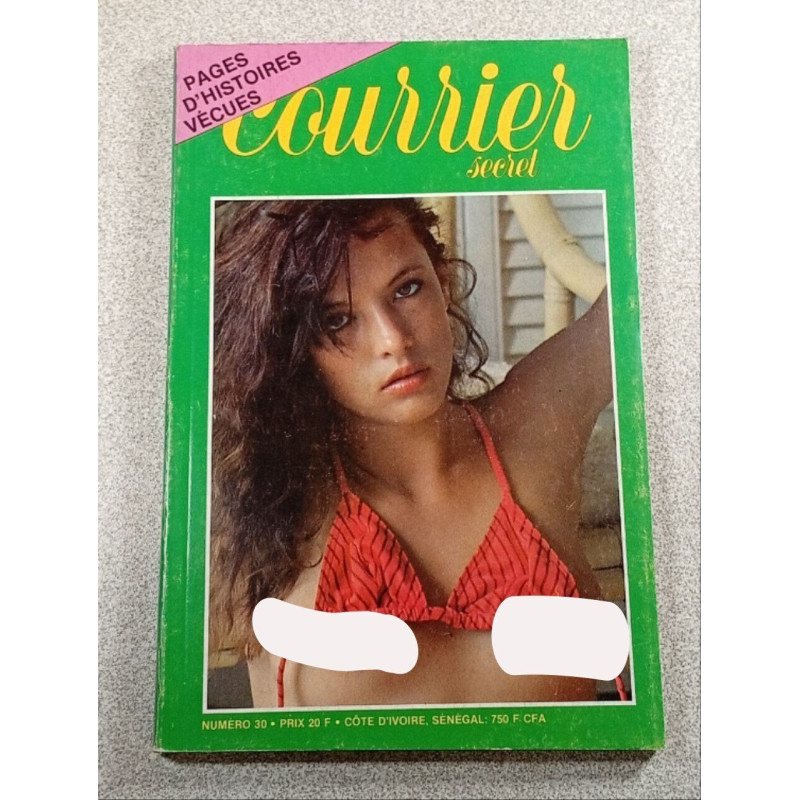 PAGES
D'HISTOIRES
VÉCUES
Courrier
secret
NUMERO 30 • PRIX 20 F • CÔTE D'IVOIRE, SÉNÉGAL: 750 F. CFA